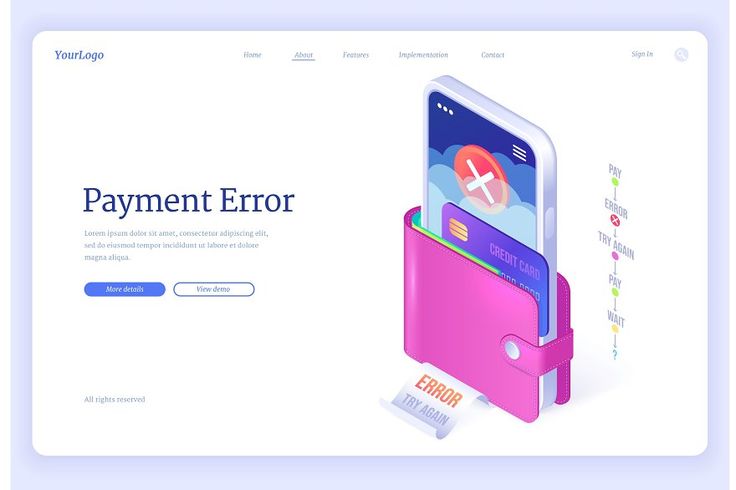 YourLogo
Home About Features Implementation Contact
Sign In
Payment Error
Lorem ipsum dolor sit amet, consectetur adipiscing elit,
sed do eiusmod tempor incididunt ut labore et dolore
magna aliqua.
More details
View demo
All rights reserved
CREDIT CARD
ERROR
TRY AGAIN
PAY
ERROR
TRY AGAIN
PAY
WAIT
?